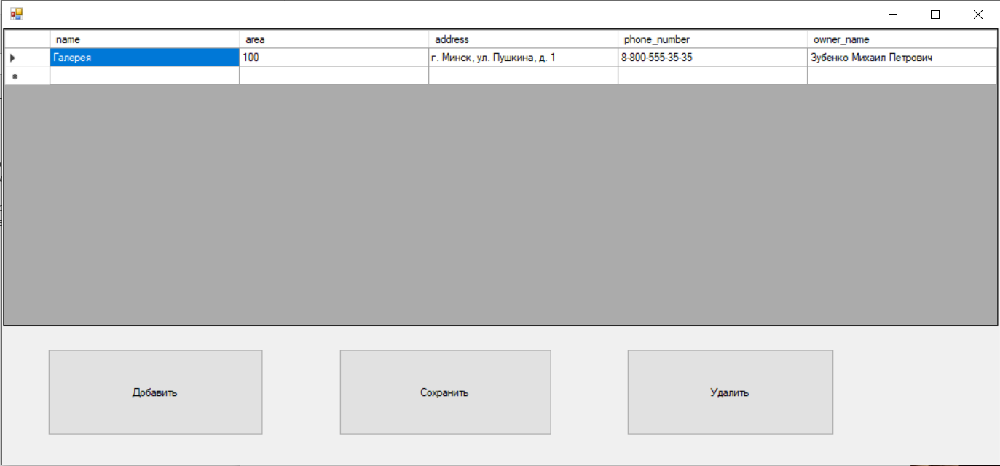 name area address phone_number owner_name
Галерея 100 г. Минск, ул. Пушкина, д. 1 8-800-555-35-35 Зубенко Михаил Петрович
Добавить Сохранить Удалить